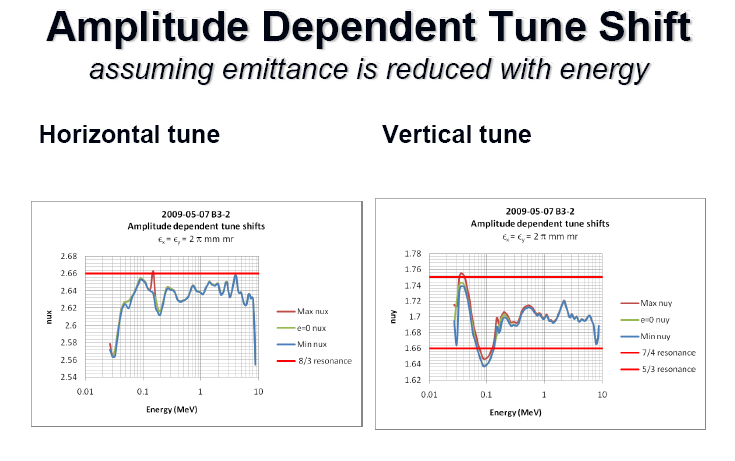 Amplitude Dependent Tune Shift
assuming emittance is reduced with energy
Horizontal tune
Vertical tune
2009-05-07 B3-2
Amplitude dependent tune shifts
ϵx = ϵy = 2 π mm mr
2.68
2.66
2.64
2.62
2.6
2.58
2.56
2.54
nux
0.01
0.1
1
10
Energy (MeV)
Max nux
e=0 nux
Min nux
8/3 resonance
2009-05-07 B3-2
Amplitude dependent tune shifts
ϵx = ϵy = 2 π mm mr
1.78
1.76
1.74
1.72
1.7
1.68
1.66
1.64
1.62
nuy
0.01
0.1
1
10
Energy (MeV)
Max nuy
e=0 nuy
Min nuy
7/4 resonance
5/3 resonance